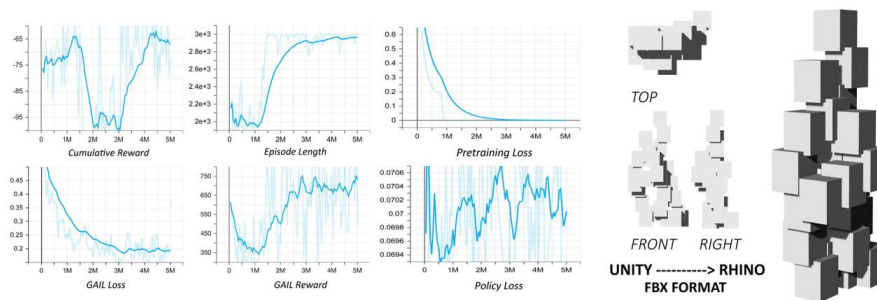 -65
-75
-85
-95
0
1M
2M
3M
4M
5M
Cumulative Reward
3e+3
2.8e+3
2.6e+3
2.4e+3
2.2e+3
2e+3
0
1M
2M
3M
4M
5M
Episode Length
0.6
0.5
0.4
0.3
0.2
0.1
0
0
1M
2M
3M
4M
5M
Pretraining Loss
0.45
0.4
0.35
0.3
0.25
0.2
0
1M
2M
3M
4M
5M
GAIL Loss
750
650
550
450
350
0
1M
2M
3M
4M
5M
GAIL Reward
0.0706
0.0702
0.07
0.0698
0.0694
0
1M
2M
3M
4M
5M
Policy Loss
TOP
FRONT RIGHT
UNITY ----------> RHINO
FBX FORMAT